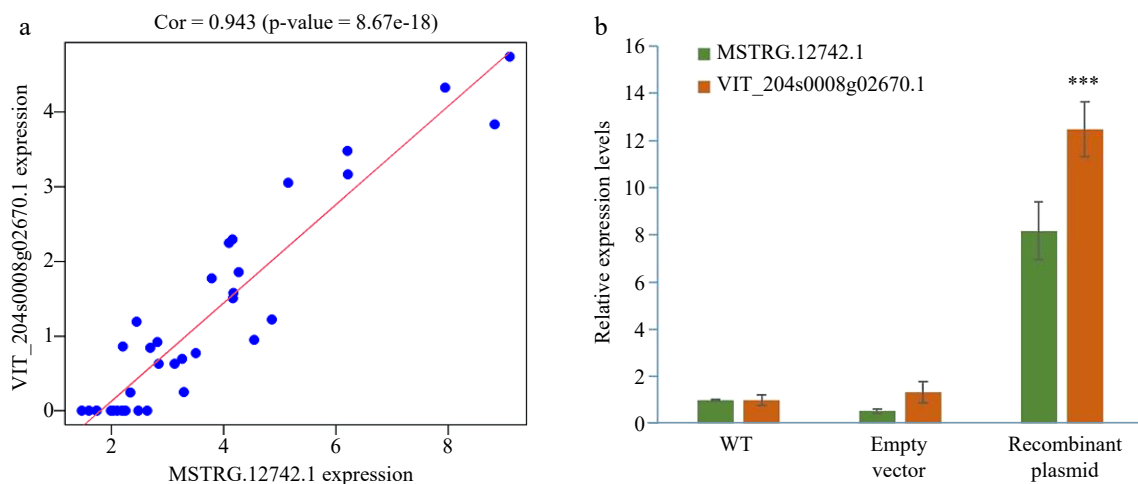 a
Cor = 0.943 (p-value = 8.67e-18)
VIT_204s0008g02670.1 expression
4
3
2
1
0
2 4 6 8
MSTRG.12742.1 expression
b
MSTRG.12742.1
VIT_204s0008g02670.1
***
Relative expression levels
16
14
12
10
8
6
4
2
0
WT
Empty
vector
Recombinant
plasmid